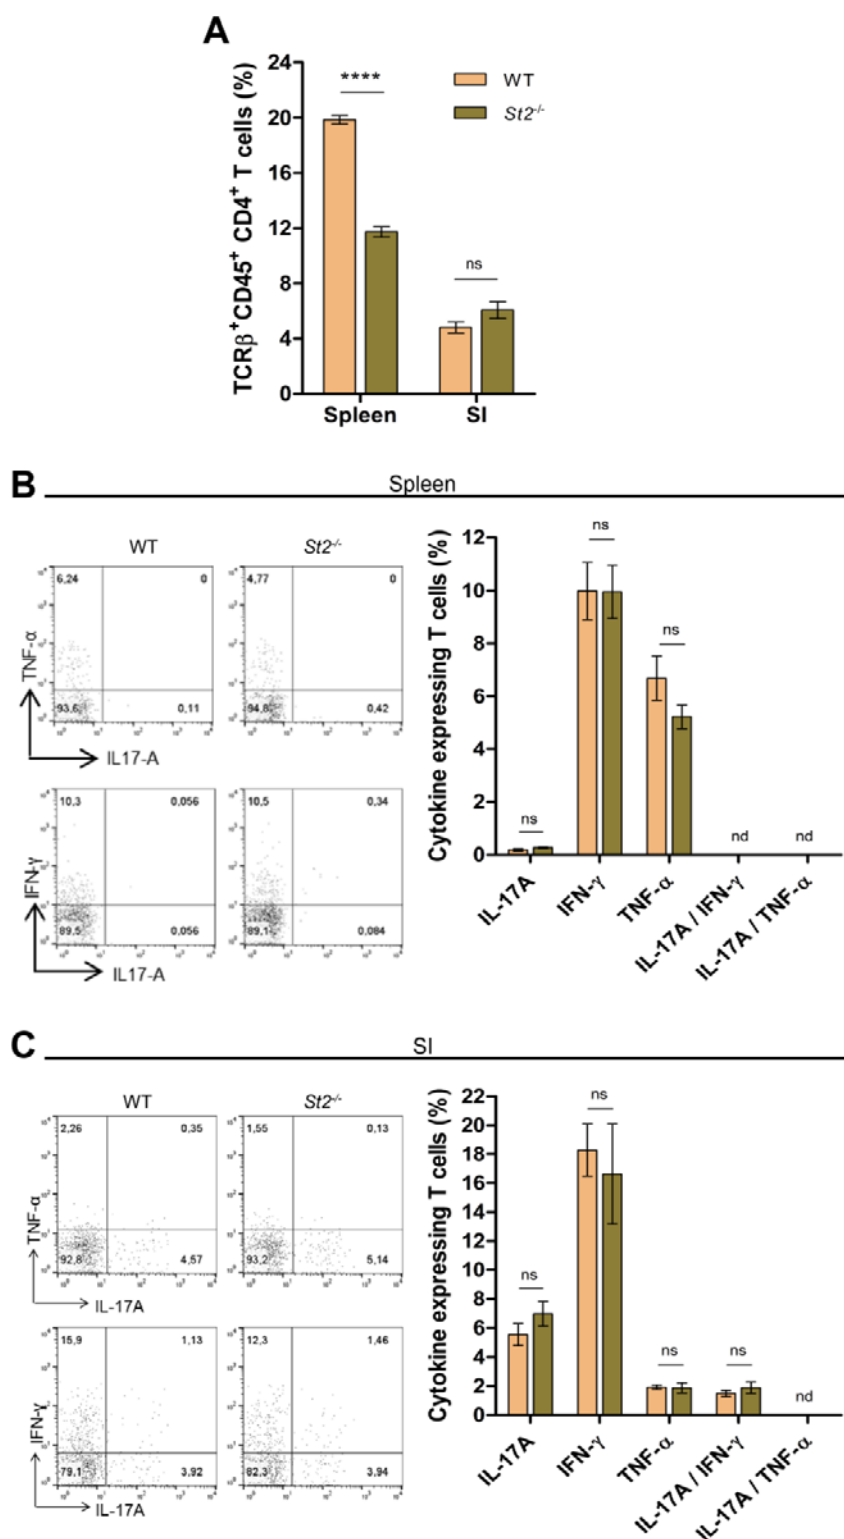 A
TCRβ⁺CD45⁺ CD4⁺ T cells (%)
24
20
16
12
8
4
0
****
ns
Spleen
SI
WT
St2⁻/⁻
B
Spleen
WT
St2⁻/⁻
6,24
0
93,6
0,11
4,77
0
94,8
0,42
TNF-α
IL17-A
10,3
0,056
89,5
0,056
10,5
0,34
89,1
0,084
IFN-γ
IL17-A
Cytokine expressing T cells (%)
12
10
8
6
4
2
0
ns
ns
ns
nd
nd
IL-17A
IFN-γ
TNF-α
IL-17A / IFN-γ
IL-17A / TNF-α
C
SI
WT
St2⁻/⁻
2,26
0,35
92,8
4,57
1,55
0,13
93,2
5,14
TNF-α
IL-17A
15,9
1,13
79,1
3,92
12,3
1,46
82,3
3,94
IFN-γ
IL-17A
Cytokine expressing T cells (%)
22
20
18
16
14
12
10
8
6
4
2
0
ns
ns
ns
ns
nd
IL-17A
IFN-γ
TNF-α
IL-17A / IFN-γ
IL-17A / TNF-α